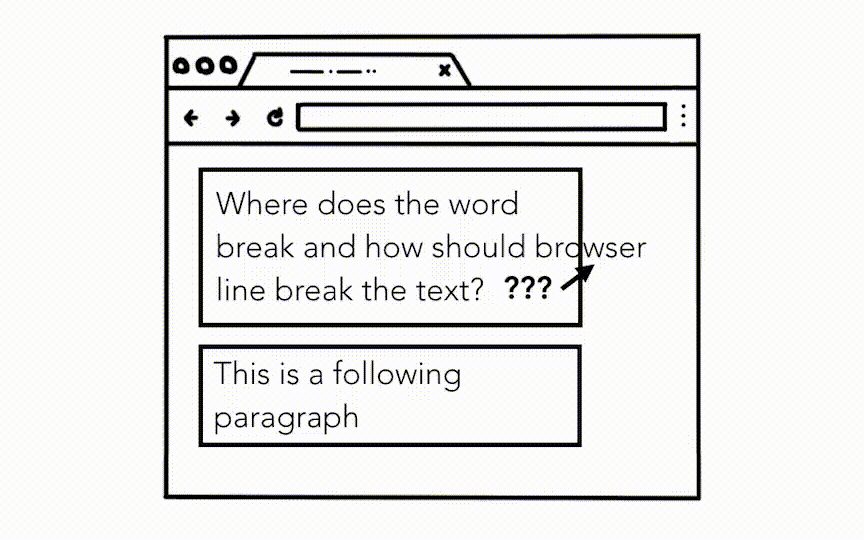 Where does the word
break and how should browser
line break the text? ???
This is a following
paragraph